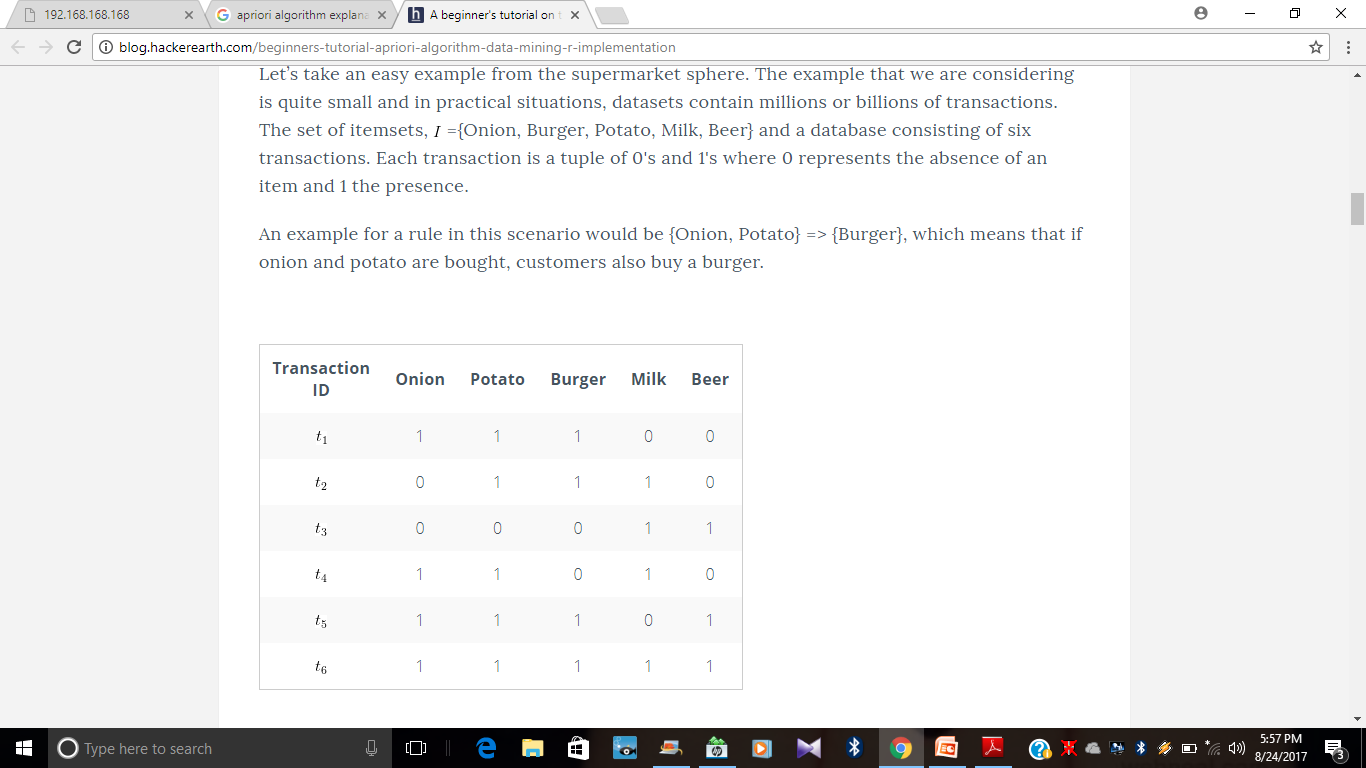 192.168.168.168
apriori algorithm explana
A beginner's tutorial on t
blog.hackerearth.com/beginners-tutorial-apriori-algorithm-data-mining-r-implementation
Let's take an easy example from the supermarket sphere. The example that we are considering
is quite small and in practical situations, datasets contain millions or billions of transactions.
The set of itemsets, I ={Onion, Burger, Potato, Milk, Beer} and a database consisting of six
transactions. Each transaction is a tuple of 0's and 1's where 0 represents the absence of an
item and 1 the presence.
An example for a rule in this scenario would be {Onion, Potato} => {Burger}, which means that if
onion and potato are bought, customers also buy a burger.
Transaction
ID Onion Potato Burger Milk Beer
t1 1 1 1 0 0
t2 0 1 1 1 0
t3 0 0 0 1 1
t4 1 1 0 1 0
t5 1 1 1 0 1
t6 1 1 1 1 1
Type here to search
5:57 PM
8/24/2017
3